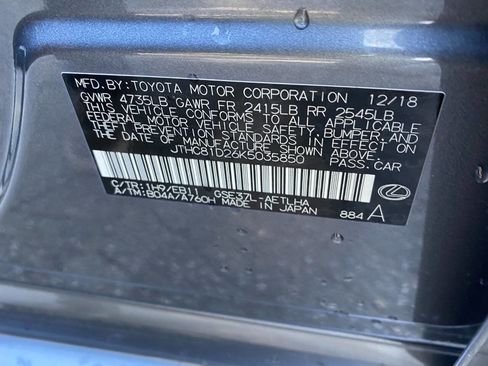 MFD.BY:TOYOTA MOTOR CORPORATION 12/18
GVWR 4735LB GAWR FR 2415LB RR 2545LB
THIS VEHICLE CONFORMS TO ALL APPLICABLE
FEDERAL MOTOR VEHICLE SAFETY, BUMPER, AND
THEFT PREVENTION STANDARDS IN EFFECT ON
THE DATE OF MANUFACTURE SHOWN ABOVE.
JTHC81D26K5035850 PASS.CAR
C/TR:1H9/EB11 GSE37L-AETLHA
A/TM:B04A/A760H MADE IN JAPAN 884 A